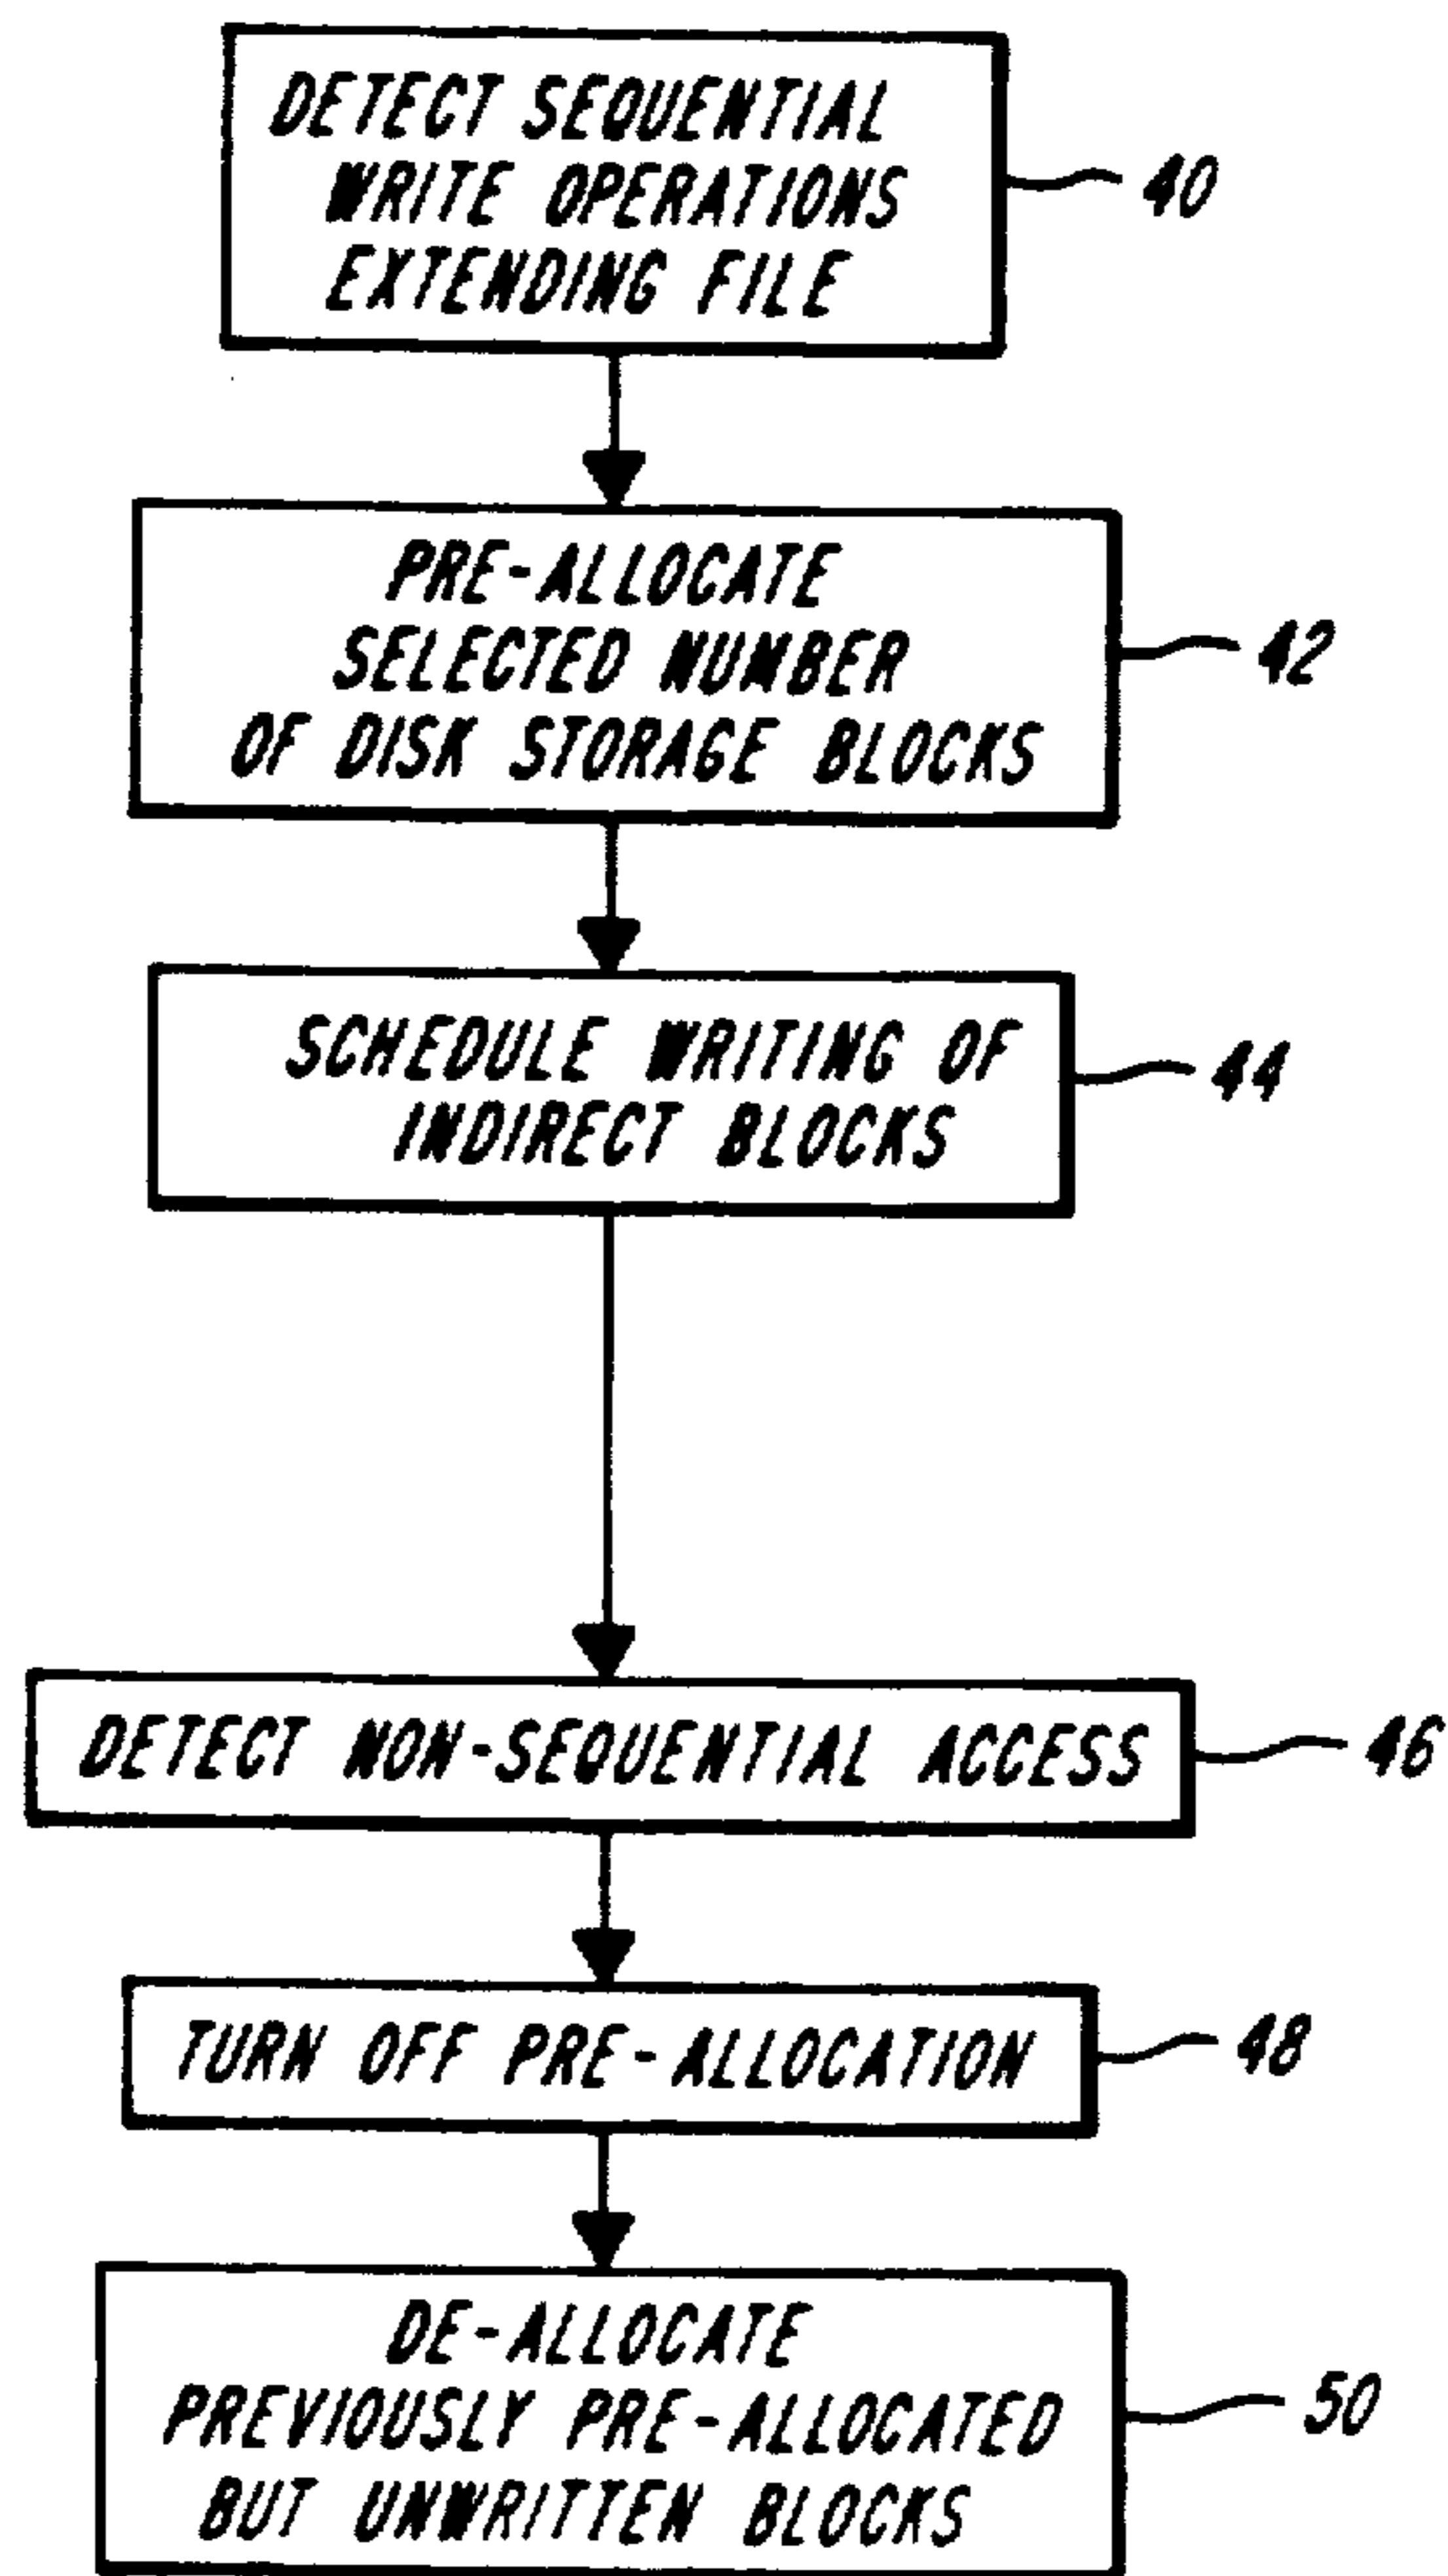 DETECT SEQUENTIAL
WRITE OPERATIONS
EXTENDING FILE
40
PRE-ALLOCATE
SELECTED NUMBER
OF DISK STORAGE BLOCKS
42
SCHEDULE WRITING OF
INDIRECT BLOCKS
44
DETECT NON-SEQUENTIAL ACCESS
46
TURN OFF PRE-ALLOCATION
48
DE-ALLOCATE
PREVIOUSLY PRE-ALLOCATED
BUT UNWRITTEN BLOCKS
50